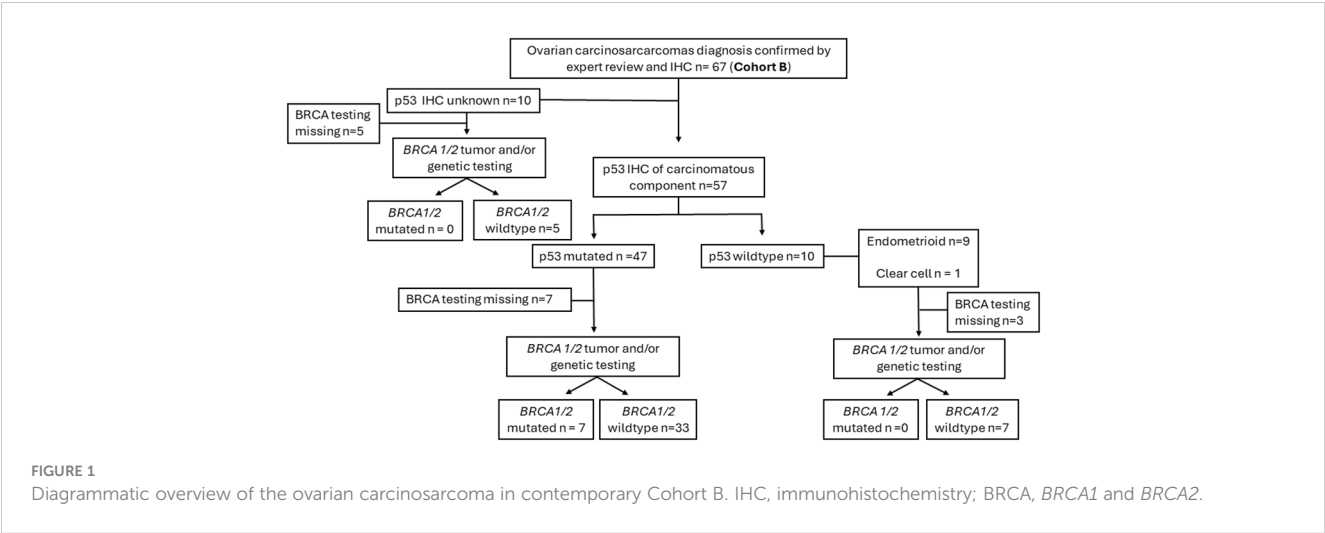 Ovarian carcinosarcarcomas diagnosis confirmed by
expert review and IHC n= 67 (Cohort B)
p53 IHC unknown n=10
BRCA testing
missing n=5
BRCA 1/2 tumor and/or
genetic testing
BRCA1/2
mutated n = 0
BRCA1/2
wildtype n=5
p53 IHC of carcinomatous
component n=57
p53 mutated n =47
p53 wildtype n=10
Endometrioid n=9
Clear cell n = 1
BRCA testing missing n=7
BRCA testing
missing n=3
BRCA 1/2 tumor and/or
genetic testing
BRCA 1/2 tumor and/or
genetic testing
BRCA1/2
mutated n = 7
BRCA1/2
wildtype n=33
BRCA 1/2
mutated n =0
BRCA1/2
wildtype n=7
FIGURE 1
Diagrammatic overview of the ovarian carcinosarcoma in contemporary Cohort B. IHC, immunohistochemistry; BRCA, BRCA1 and BRCA2.